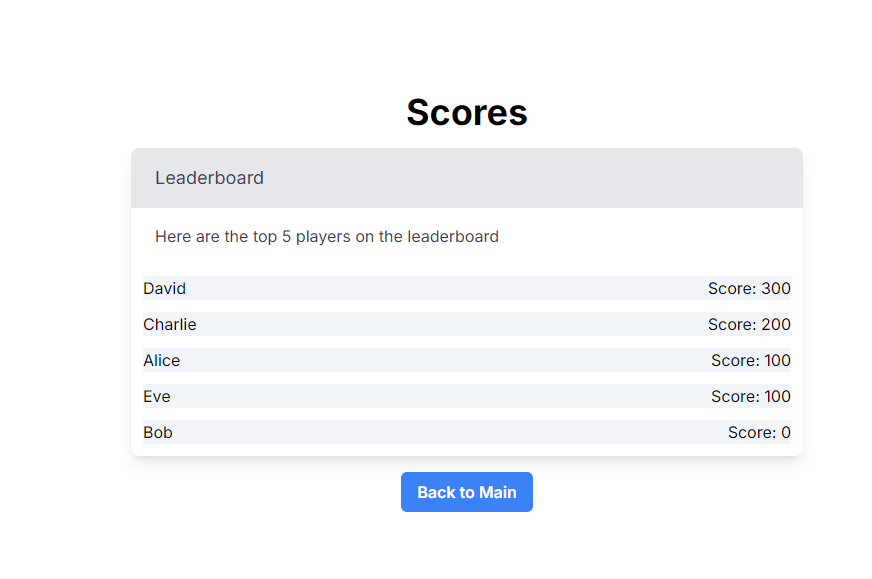 Scores
Leaderboard
Here are the top 5 players on the leaderboard
David Score: 300
Charlie Score: 200
Alice Score: 100
Eve Score: 100
Bob Score: 0
Back to Main